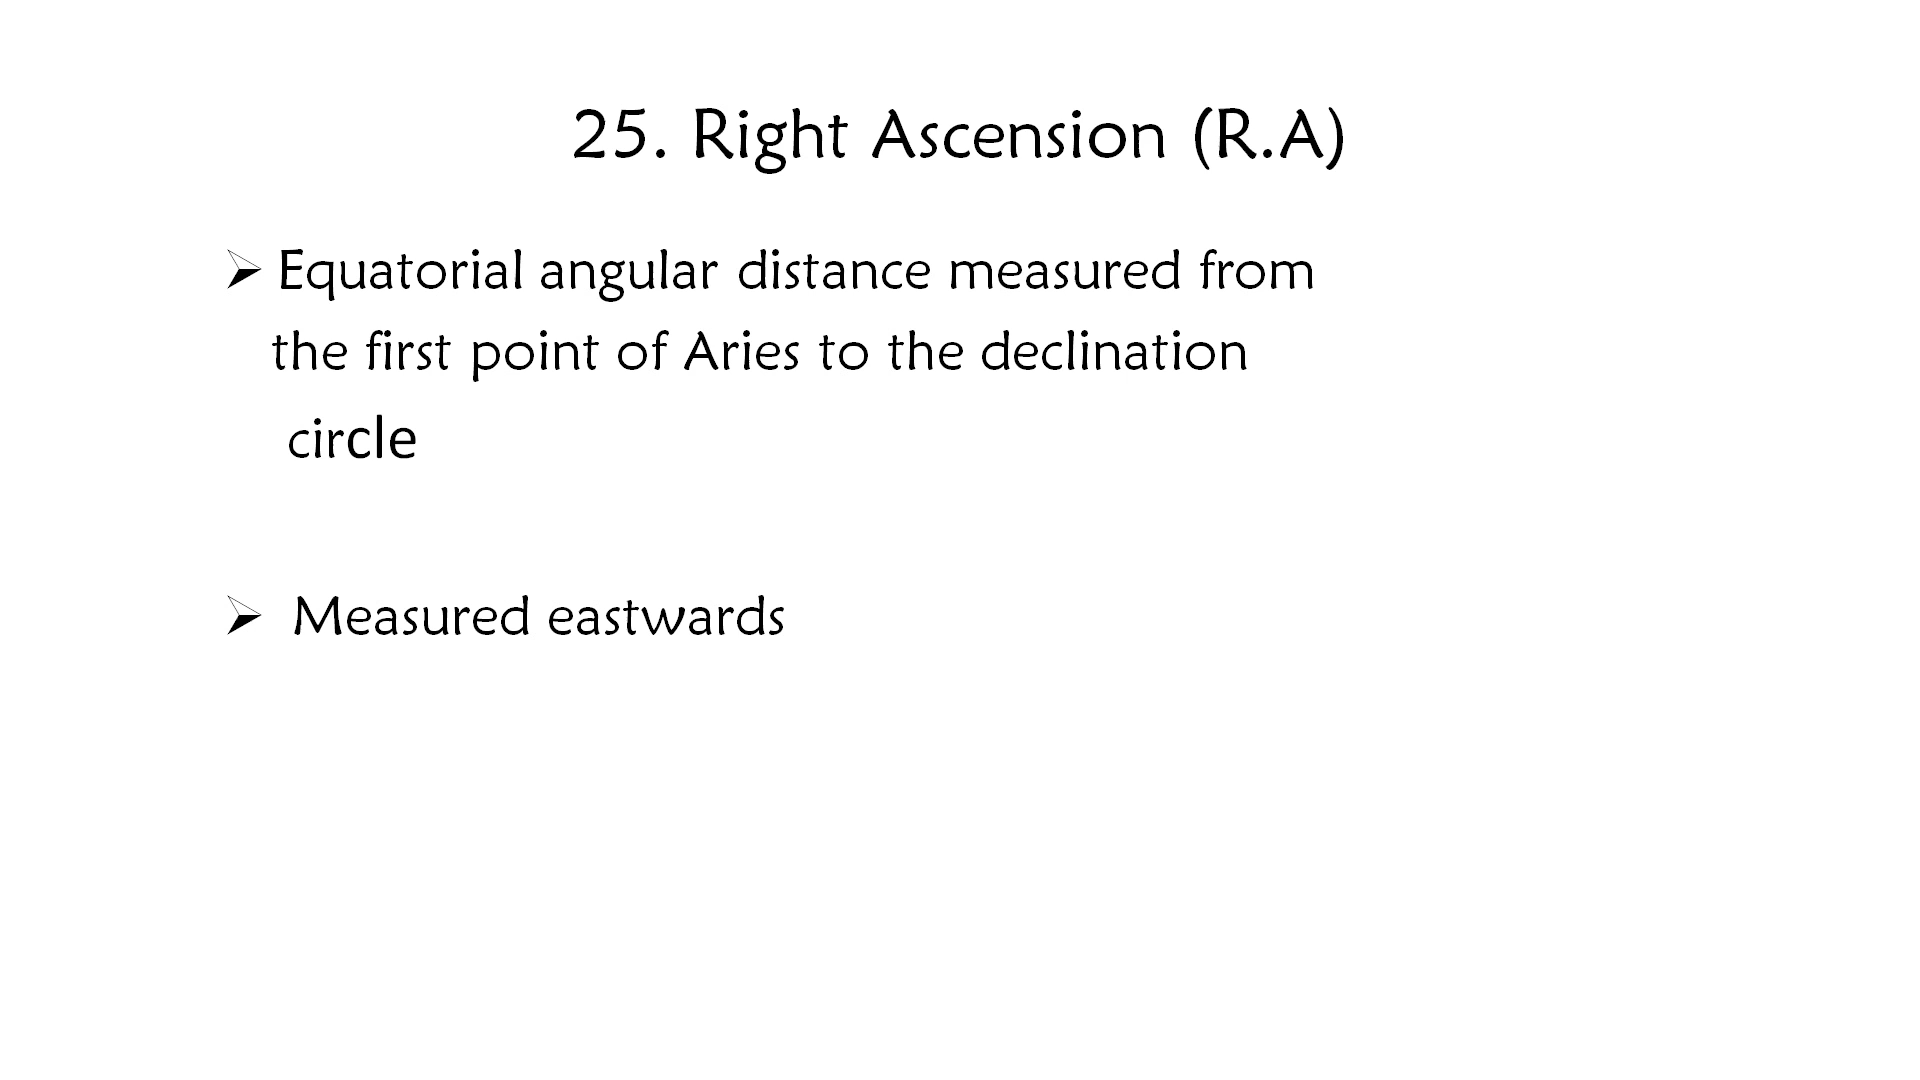 25. Right Ascension (R.A)
➢ Equatorial angular distance measured from
the first point of Aries to the declination
circle
➢ Measured eastwards